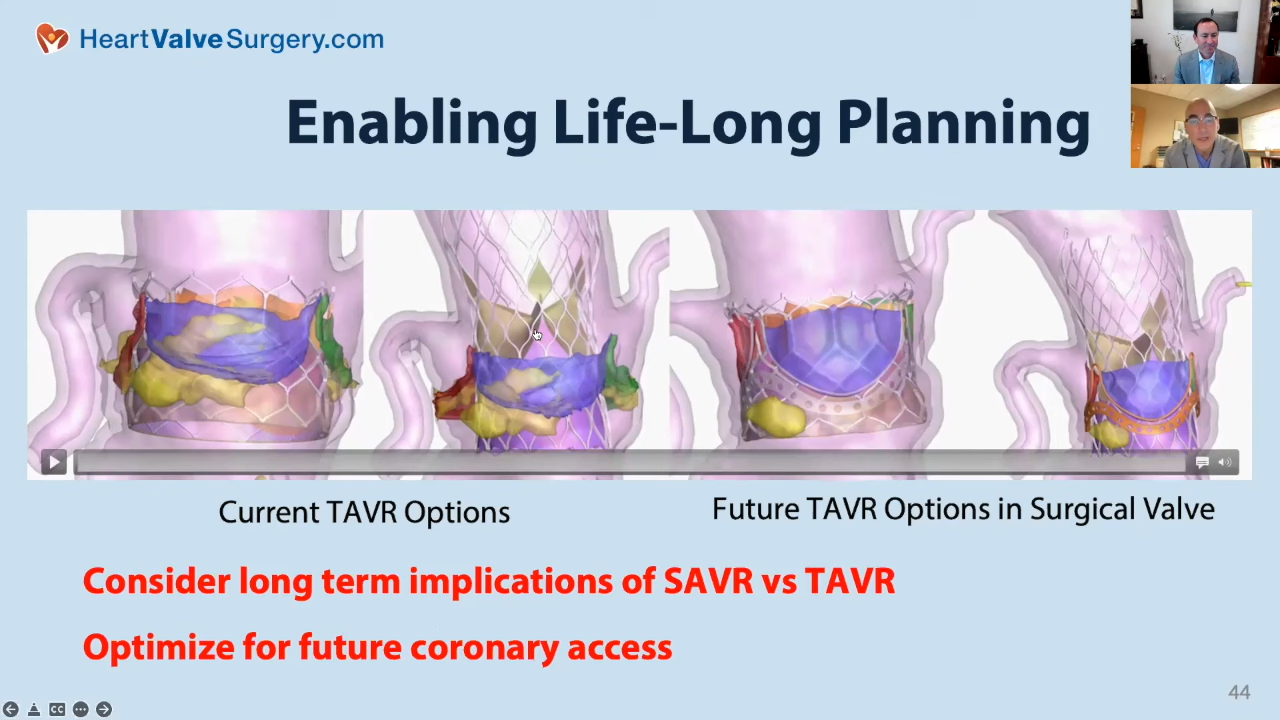 HeartValveSurgery.com
Enabling Life-Long Planning
Current TAVR Options
Future TAVR Options in Surgical Valve
Consider long term implications of SAVR vs TAVR
Optimize for future coronary access
44
CC